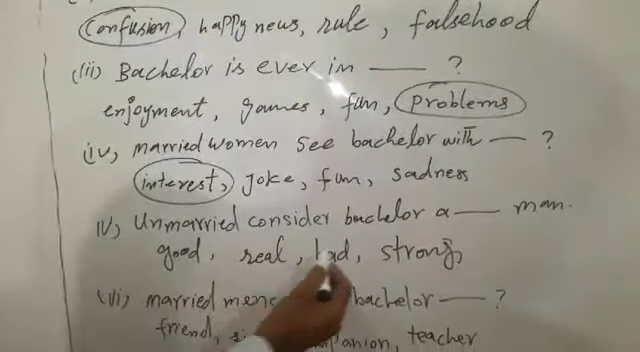 Confusion, happy news, rule, falsehood
(iii) Bachelor is ever in — ?
enjoyment, games, fun, problems
(iv, married women see bachelor with — ?
interest, joke, fun, sadness
iv) Unmarried consider bachelor a — man.
good, real, bad, strong,
(vi) married men bachelor — ?
friend, teacher